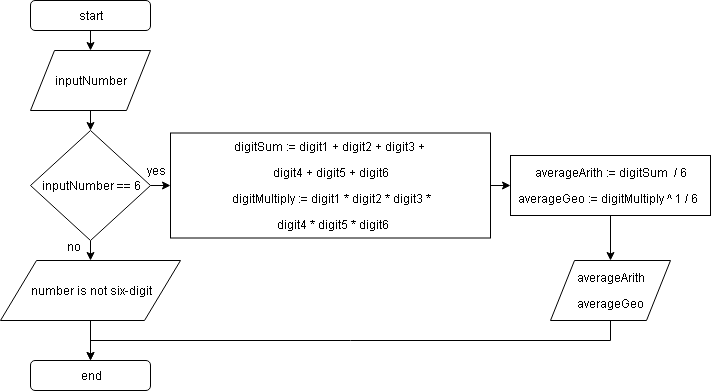 start
inputNumber
inputNumber == 6
yes
no
digitSum := digit1 + digit2 + digit3 +
digit4 + digit5 + digit6
digitMultiply := digit1 * digit2 * digit3 *
digit4 * digit5 * digit6
averageArith := digitSum / 6
averageGeo := digitMultiply ^ 1 / 6
number is not six-digit
averageArith
averageGeo
end